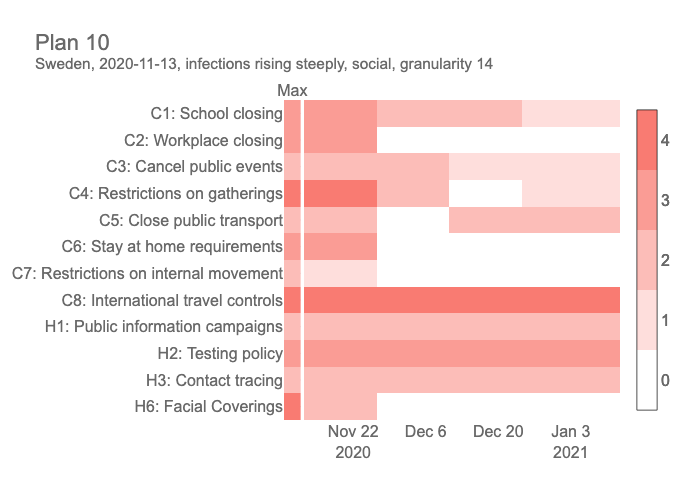 Plan 10
Sweden, 2020-11-13, infections rising steeply, social, granularity 14
Max
C1: School closing
C2: Workplace closing
C3: Cancel public events
C4: Restrictions on gatherings
C5: Close public transport
C6: Stay at home requirements
C7: Restrictions on internal movement
C8: International travel controls
H1: Public information campaigns
H2: Testing policy
H3: Contact tracing
H6: Facial Coverings
Nov 22 Dec 6 Dec 20 Jan 3
2020 2021
4
3
2
1
0